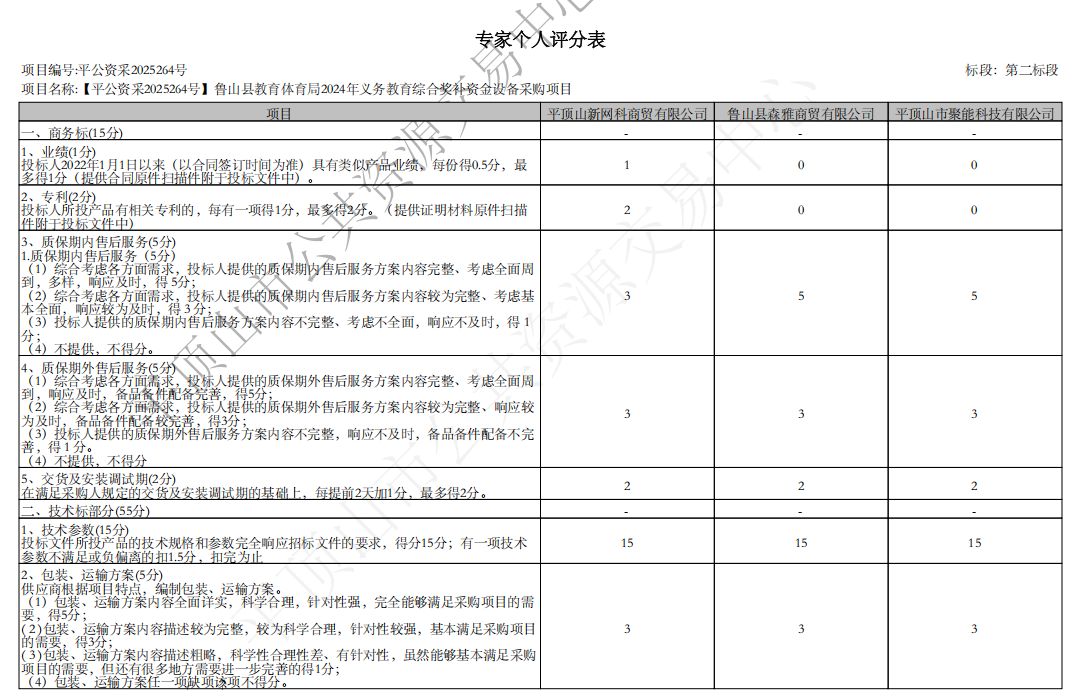 专家个人评分表
项目编号:平公资采2025264号 标段：第二标段
项目名称:【平公资采2025264号】鲁山县教育体育局2024年义务教育综合奖补资金设备采购项目
项目 平顶山新网科商贸有限公司 鲁山县森雅商贸有限公司 平顶山市聚能科技有限公司
一、商务标(15分) - - -
1、业绩(1分)
投标人2022年1月1日以来（以合同签订时间为准）具有类似产品业绩，每份得0.5分，最
多得1分（提供合同原件扫描件附于投标文件中）。
1 0 0
2、专利(2分)
投标人所投产品有相关专利的，每有一项得1分，最多得2分。（提供证明材料原件扫描
件附于投标文件中）
2 0 0
3、质保期内售后服务(5分)
1.质保期内售后服务（5分）
（1）综合考虑各方面需求，投标人提供的质保期内售后服务方案内容完整、考虑全面周
到，多样，响应及时，得 5分；
（2）综合考虑各方面需求，投标人提供的质保期内售后服务方案内容较为完整、考虑基
本全面，响应较为及时，得 3 分；
（3）投标人提供的质保期内售后服务方案内容不完整、考虑不全面，响应不及时，得 1
分；
（4）不提供，不得分。
3 5 5
4、质保期外售后服务(5分)
（1）综合考虑各方面需求，投标人提供的质保期外售后服务方案内容完整、考虑全面周
到，响应及时，备品备件配备完善，得5分；
（2）综合考虑各方面需求，投标人提供的质保期外售后服务方案内容较为完整、响应较
为及时，备品备件配备较完善，得3分；
（3）投标人提供的质保期外售后服务方案内容不完整，响应不及时，备品备件配备不完
善，得 1 分。
（4）不提供，不得分
3 3 3
5、交货及安装调试期(2分)
在满足采购人规定的交货及安装调试期的基础上，每提前2天加1分，最多得2分。
2 2 2
二、技术标部分(55分) - - -
1、技术参数(15分)
投标文件所投产品的技术规格和参数完全响应招标文件的要求，得分15分；有一项技术
参数不满足或负偏离的扣1.5分，扣完为止
15 15 15
2、包装、运输方案(5分)
供应商根据项目特点，编制包装、运输方案。
（1）包装、运输方案内容全面详实，科学合理，针对性强，完全能够满足采购项目的需
要，得5分；
(2)包装、运输方案内容描述较为完整，较为科学合理，针对性较强，基本满足采购项目
的需要，得3分；
(3)包装、运输方案内容描述粗略，科学性合理性差、有针对性，虽然能够基本满足采购
项目的需要，但还有很多地方需要进一步完善的得1分；
（4）包装、运输方案任一项缺项该项不得分。
3 3 3
平顶山市公共资源交易中心
平顶山市公共资源交易中心